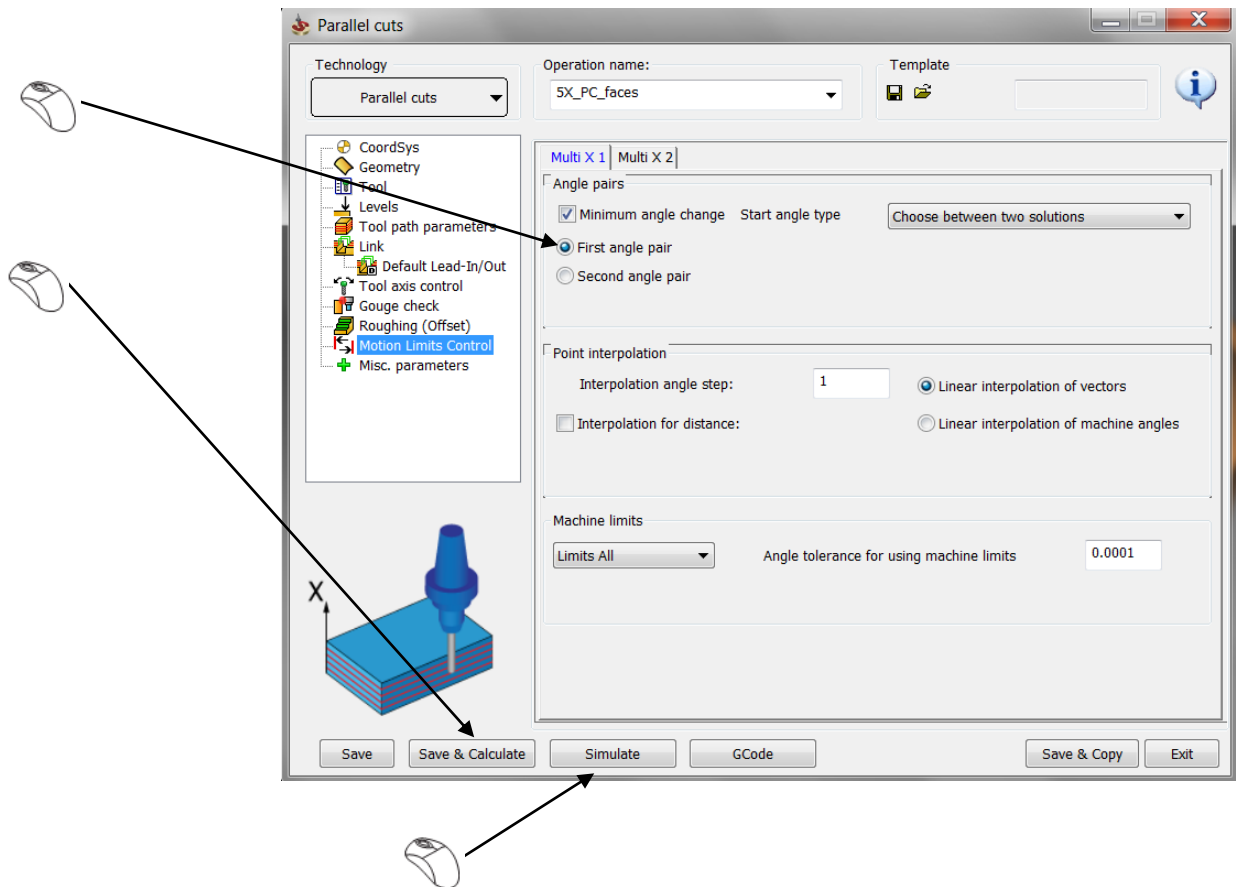 Parallel cuts
Technology
Parallel cuts
Operation name:
5X_PC_faces
Template
CoordSys
Geometry
Tool
Levels
Tool path parameters
Link
Default Lead-In/Out
Tool axis control
Gouge check
Roughing (Offset)
Motion Limits Control
Misc. parameters
Multi X 1 Multi X 2
Angle pairs
Minimum angle change Start angle type Choose between two solutions
First angle pair
Second angle pair
Point interpolation
Interpolation angle step: 1 Linear interpolation of vectors
Interpolation for distance: Linear interpolation of machine angles
Machine limits
Limits All Angle tolerance for using machine limits 0.0001
X
Save Save & Calculate Simulate GCode Save & Copy Exit